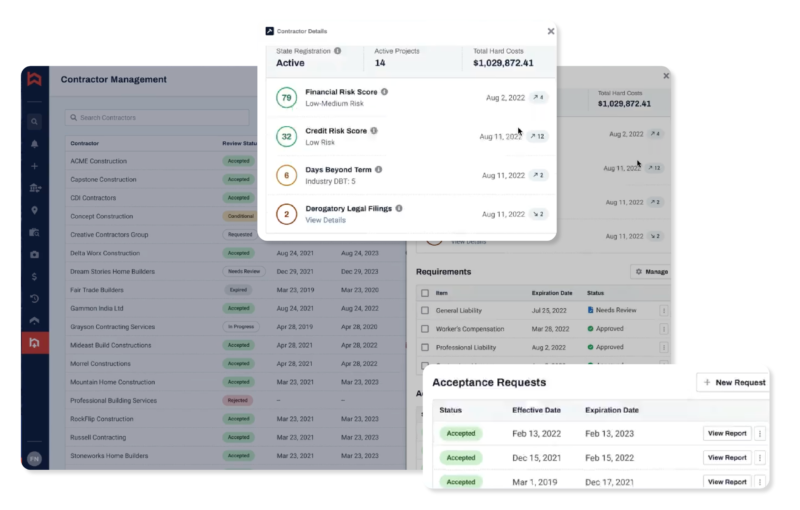 Contractor Details
State Registration Active Projects Total Hard Costs
Active 14 $1,029,872.41
79 Financial Risk Score Aug 2, 2022 4
Low-Medium Risk
32 Credit Risk Score Aug 11, 2022 12
Low Risk
6 Days Beyond Term Aug 11, 2022 2
Industry DBT: 5
2 Derogatory Legal Filings Aug 11, 2022 2
View Details
Contractor Management
Search Contractors
Contractor Review Statu
ACME Construction Accepted
Capstone Construction Accepted
CDI Contractors Accepted
Concept Construction Conditional
Creative Contractors Group Requested
Delta Worx Construction Accepted Aug 24, 2021 Aug 24, 2023
Dream Stories Home Builders Needs Review Dec 29, 2021 Dec 29, 2023
Fair Trade Builders Expired Mar 23, 2019 Mar 23, 2020
Gammon India Ltd Accepted Aug 24, 2021 Aug 24, 2022
Grayson Contracting Services In Progress Apr 28, 2019 Apr 28, 2020
Mideast Build Constructions Accepted Apr 28, 2021 Apr 28, 2022
Morrel Constructions Accepted Apr 28, 2021 Apr 28, 2022
Mountain Home Construction Accepted Mar 23, 2021 Mar 23, 2023
Professional Building Services Rejected – –
RockFlip Construction Accepted Mar 23, 2021 Mar 23, 2023
Russell Contracting Accepted Mar 23, 2021 Mar 23, 2023
Stoneworks Home Builders Accepted Mar 23, 2021 Mar 23, 2023
FN
Total Hard Costs
$1,029,872.41
Aug 2, 2022 4
Aug 11, 2022 12
Aug 11, 2022 2
Aug 11, 2022 2
View Details
Requirements Manage
Item Expiration Date Status
General Liability Jul 25, 2022 Needs Review
Worker's Compensation Mar 28, 2022 Approved
Professional Liability Aug 2, 2022 Approved
Acceptance Requests + New Request
Status Effective Date Expiration Date
Accepted Feb 13, 2022 Feb 13, 2023 View Report
Accepted Dec 15, 2021 Feb 15, 2022 View Report
Accepted Mar 1, 2019 Dec 17, 2021 View Report